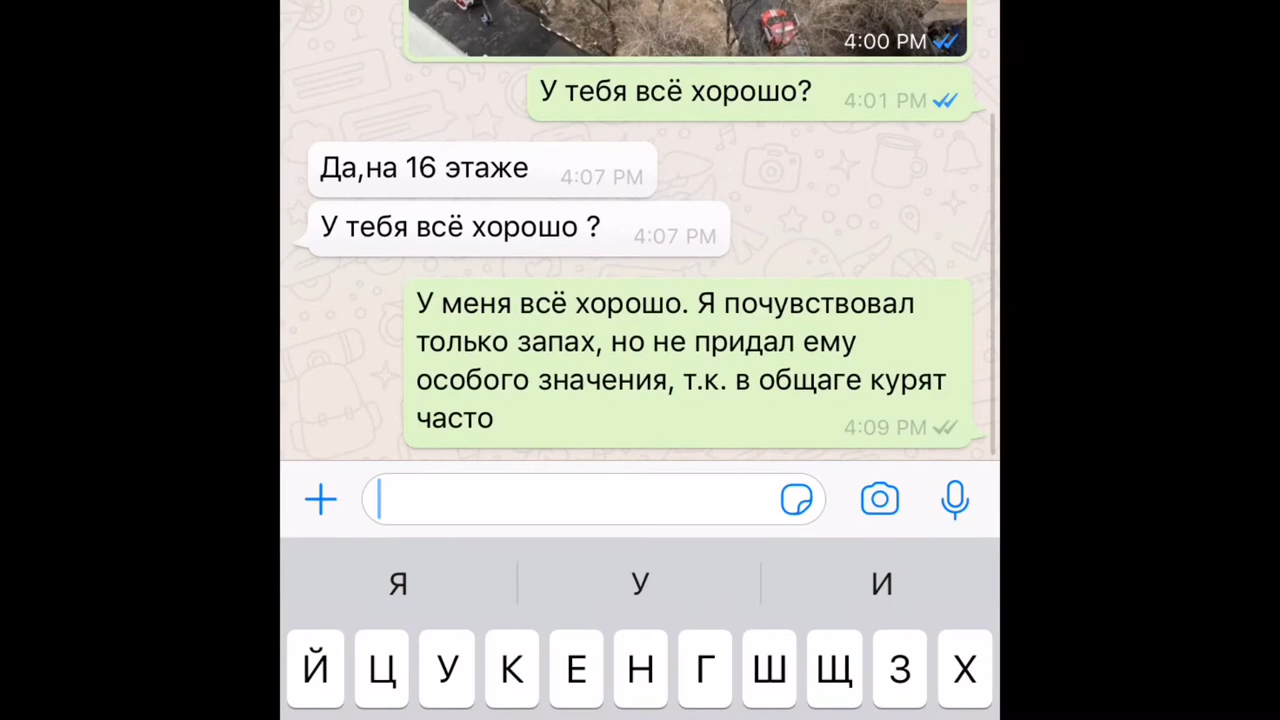 4:00 PM
У тебя всё хорошо?
4:01 PM
Да,на 16 этаже
4:07 PM
У тебя всё хорошо ?
4:07 PM
У меня всё хорошо. Я почувствовал
только запах, но не придал ему
особого значения, т.к. в общаге курят
часто
4:09 PM
Я У И
Й Ц У К Е Н Г Ш Щ З Х